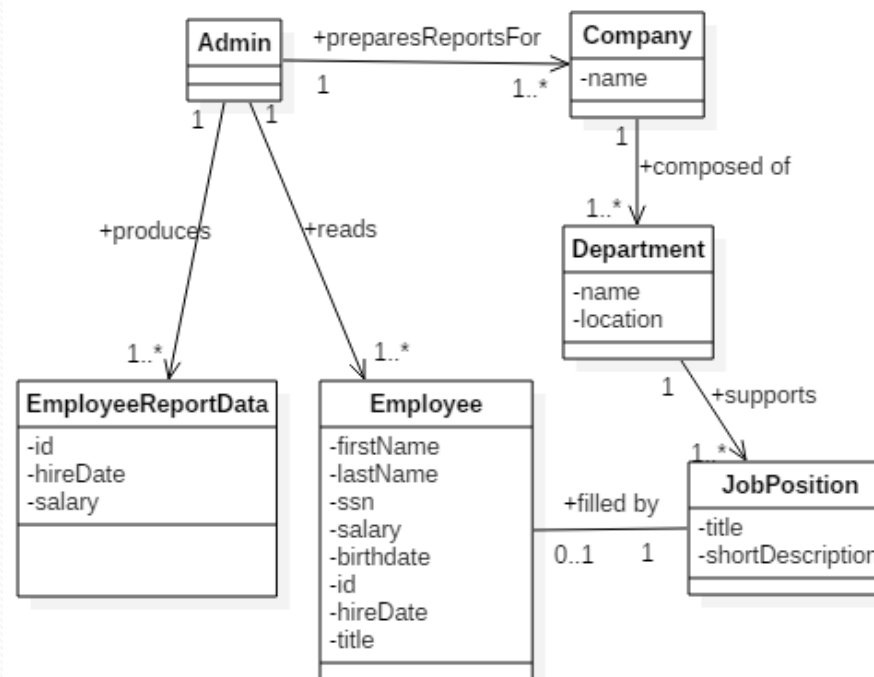 Admin
+preparesReportsFor
1
1..*
Company
-name
1
1
1
+composed of
1..*
+produces
+reads
Department
-name
-location
1..*
1..*
1
+supports
1..*
EmployeeReportData
-id
-hireDate
-salary
Employee
-firstName
-lastName
-ssn
-salary
-birthdate
-id
-hireDate
-title
+filled by
0..1
1
JobPosition
-title
-shortDescription